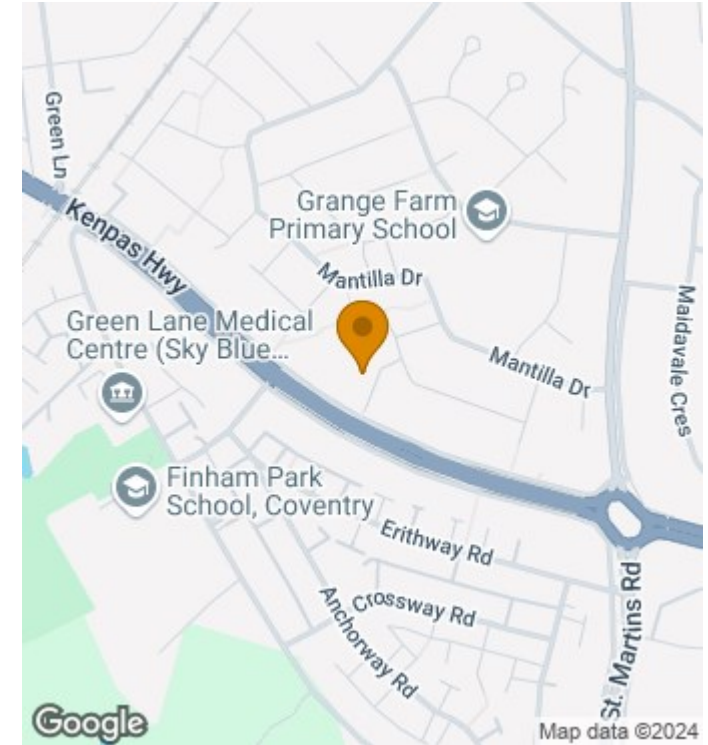 Green Ln
Kenpas Hwy
Grange Farm
Primary School
Mantilla Dr
Green Lane Medical
Centre (Sky Blue...
Mantilla Dr
Maidavale Cres
Finham Park
School, Coventry
Erithway Rd
Crossway Rd
Anchorway Rd
St. Martins Rd
Google
Map data ©2024